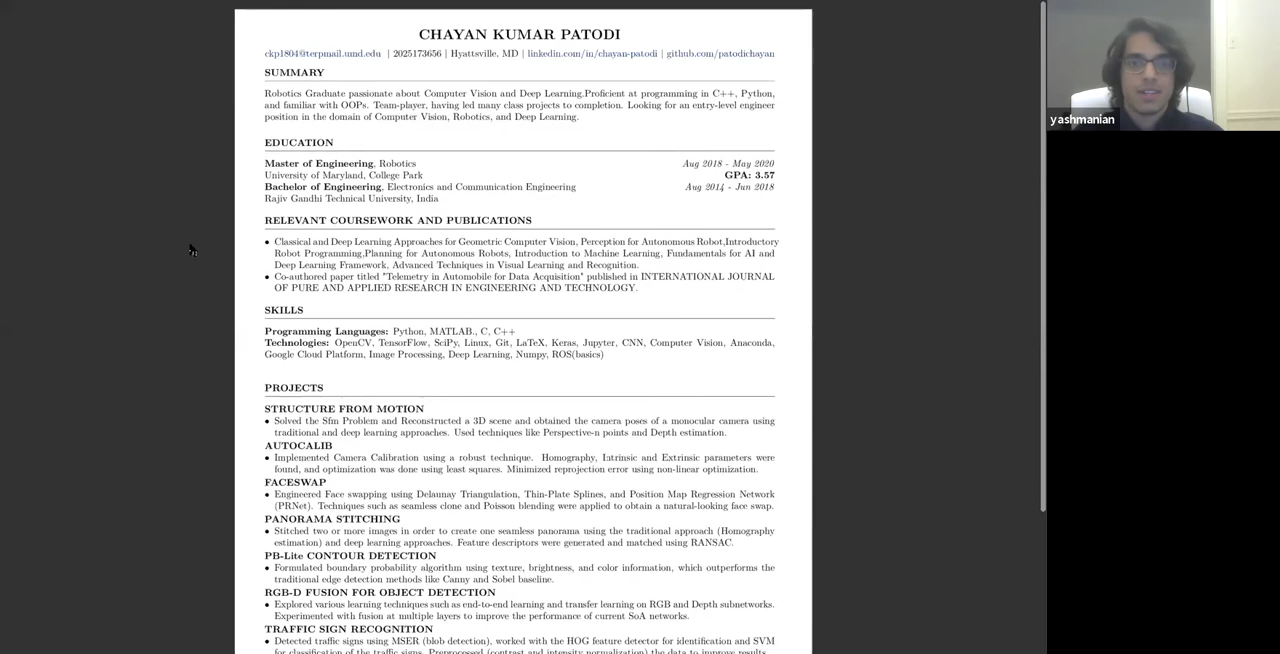 CHAYAN KUMAR PATODI
ckp1804@terpmail.umd.edu | 2025173656 | Hyattsville, MD | linkedin.com/in/chayan-patodi | github.com/patodichayan
SUMMARY
Robotics Graduate passionate about Computer Vision and Deep Learning.Proficient at programming in C++, Python,
and familiar with OOPs. Team-player, having led many class projects to completion. Looking for an entry-level engineer
position in the domain of Computer Vision, Robotics, and Deep Learning.
EDUCATION
Master of Engineering, Robotics Aug 2018 - May 2020
University of Maryland, College Park GPA: 3.57
Bachelor of Engineering, Electronics and Communication Engineering Aug 2014 - Jun 2018
Rajiv Gandhi Technical University, India
RELEVANT COURSEWORK AND PUBLICATIONS
• Classical and Deep Learning Approaches for Geometric Computer Vision, Perception for Autonomous Robot,Introductory
Robot Programming,Planning for Autonomous Robots, Introduction to Machine Learning, Fundamentals for AI and
Deep Learning Framework, Advanced Techniques in Visual Learning and Recognition.
• Co-authored paper titled "Telemetry in Automobile for Data Acquisition" published in INTERNATIONAL JOURNAL
OF PURE AND APPLIED RESEARCH IN ENGINEERING AND TECHNOLOGY.
SKILLS
Programming Languages: Python, MATLAB., C, C++
Technologies: OpenCV, TensorFlow, SciPy, Linux, Git, LaTeX, Keras, Jupyter, CNN, Computer Vision, Anaconda,
Google Cloud Platform, Image Processing, Deep Learning, Numpy, ROS(basics)
PROJECTS
STRUCTURE FROM MOTION
• Solved the Sfm Problem and Reconstructed a 3D scene and obtained the camera poses of a monocular camera using
traditional and deep learning approaches. Used techniques like Perspective-n points and Depth estimation.
AUTOCALIB
• Implemented Camera Calibration using a robust technique. Homography, Intrinsic and Extrinsic parameters were
found, and optimization was done using least squares. Minimized reprojection error using non-linear optimization.
FACESWAP
• Engineered Face swapping using Delaunay Triangulation, Thin-Plate Splines, and Position Map Regression Network
(PRNet). Techniques such as seamless clone and Poisson blending were applied to obtain a natural-looking face swap.
PANORAMA STITCHING
• Stitched two or more images in order to create one seamless panorama using the traditional approach (Homography
estimation) and deep learning approaches. Feature descriptors were generated and matched using RANSAC.
PB-Lite CONTOUR DETECTION
• Formulated boundary probability algorithm using texture, brightness, and color information, which outperforms the
traditional edge detection methods like Canny and Sobel baseline.
RGB-D FUSION FOR OBJECT DETECTION
• Explored various learning techniques such as end-to-end learning and transfer learning on RGB and Depth subnetworks.
Experimented with fusion at multiple layers to improve the performance of current SoA networks.
TRAFFIC SIGN RECOGNITION
• Detected traffic signs using MSER (blob detection), worked with the HOG feature detector for identification and SVM
for classification of the traffic signs. Preprocessed (contrast and intensity normalization) the data to improve results.
yashmanian